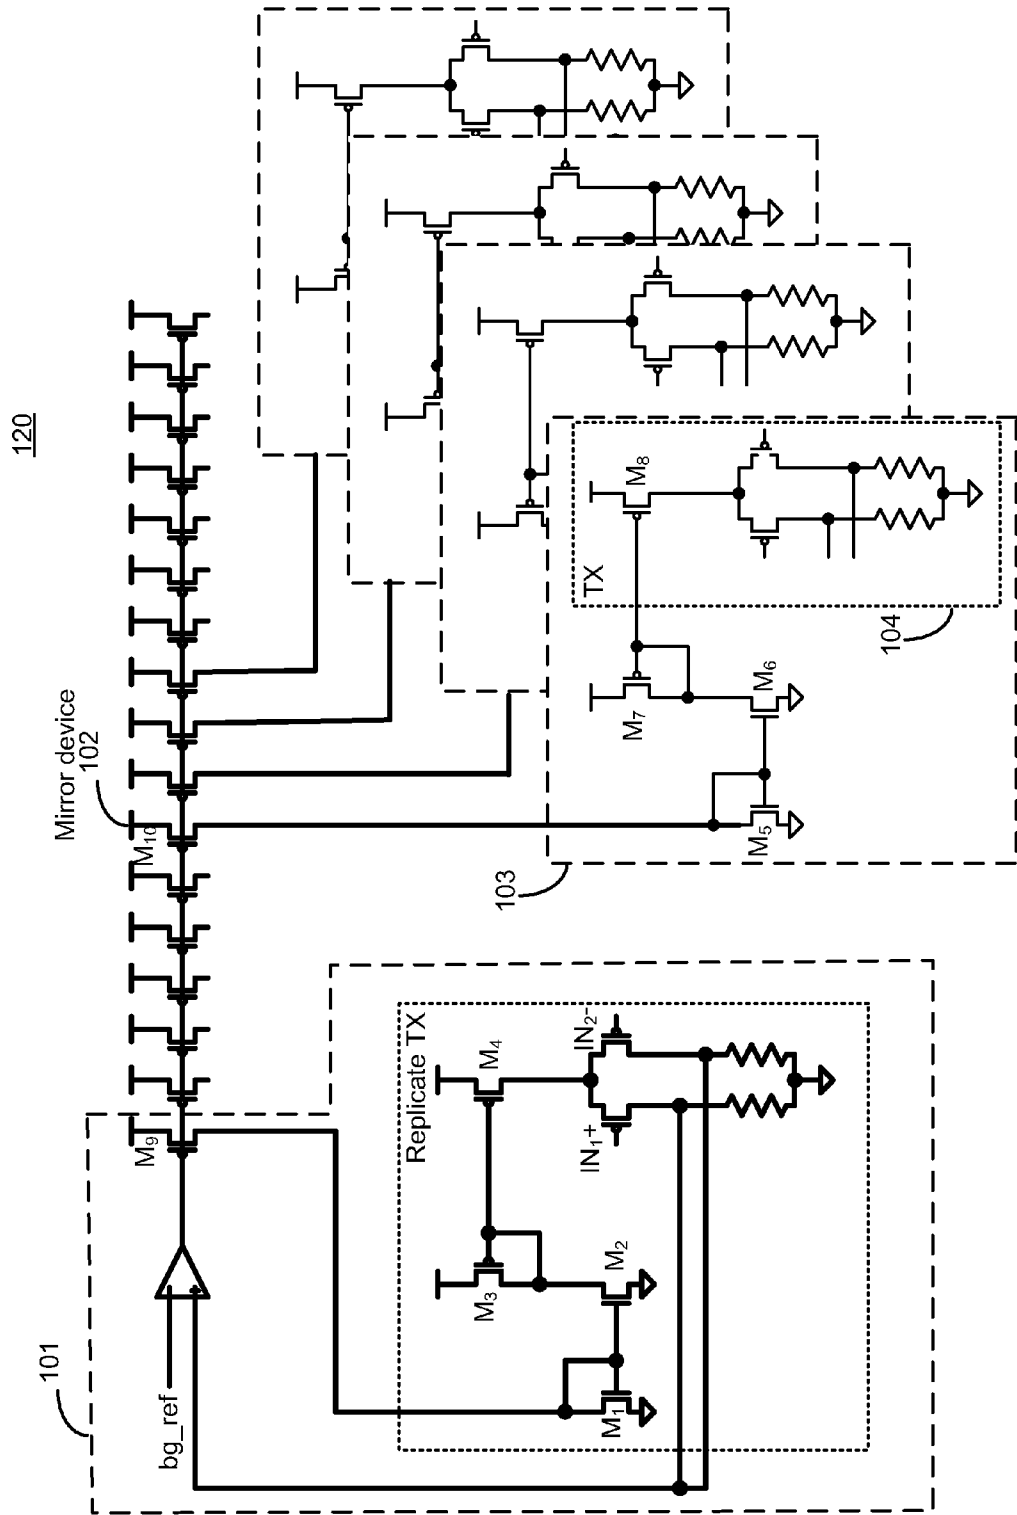 120
Mirror device
102
M10
M9
101
bg_ref
Replicate TX
M4
M3
M2
M1
IN1+
IN2-
103
TX
M8
M7
M6
M5
104